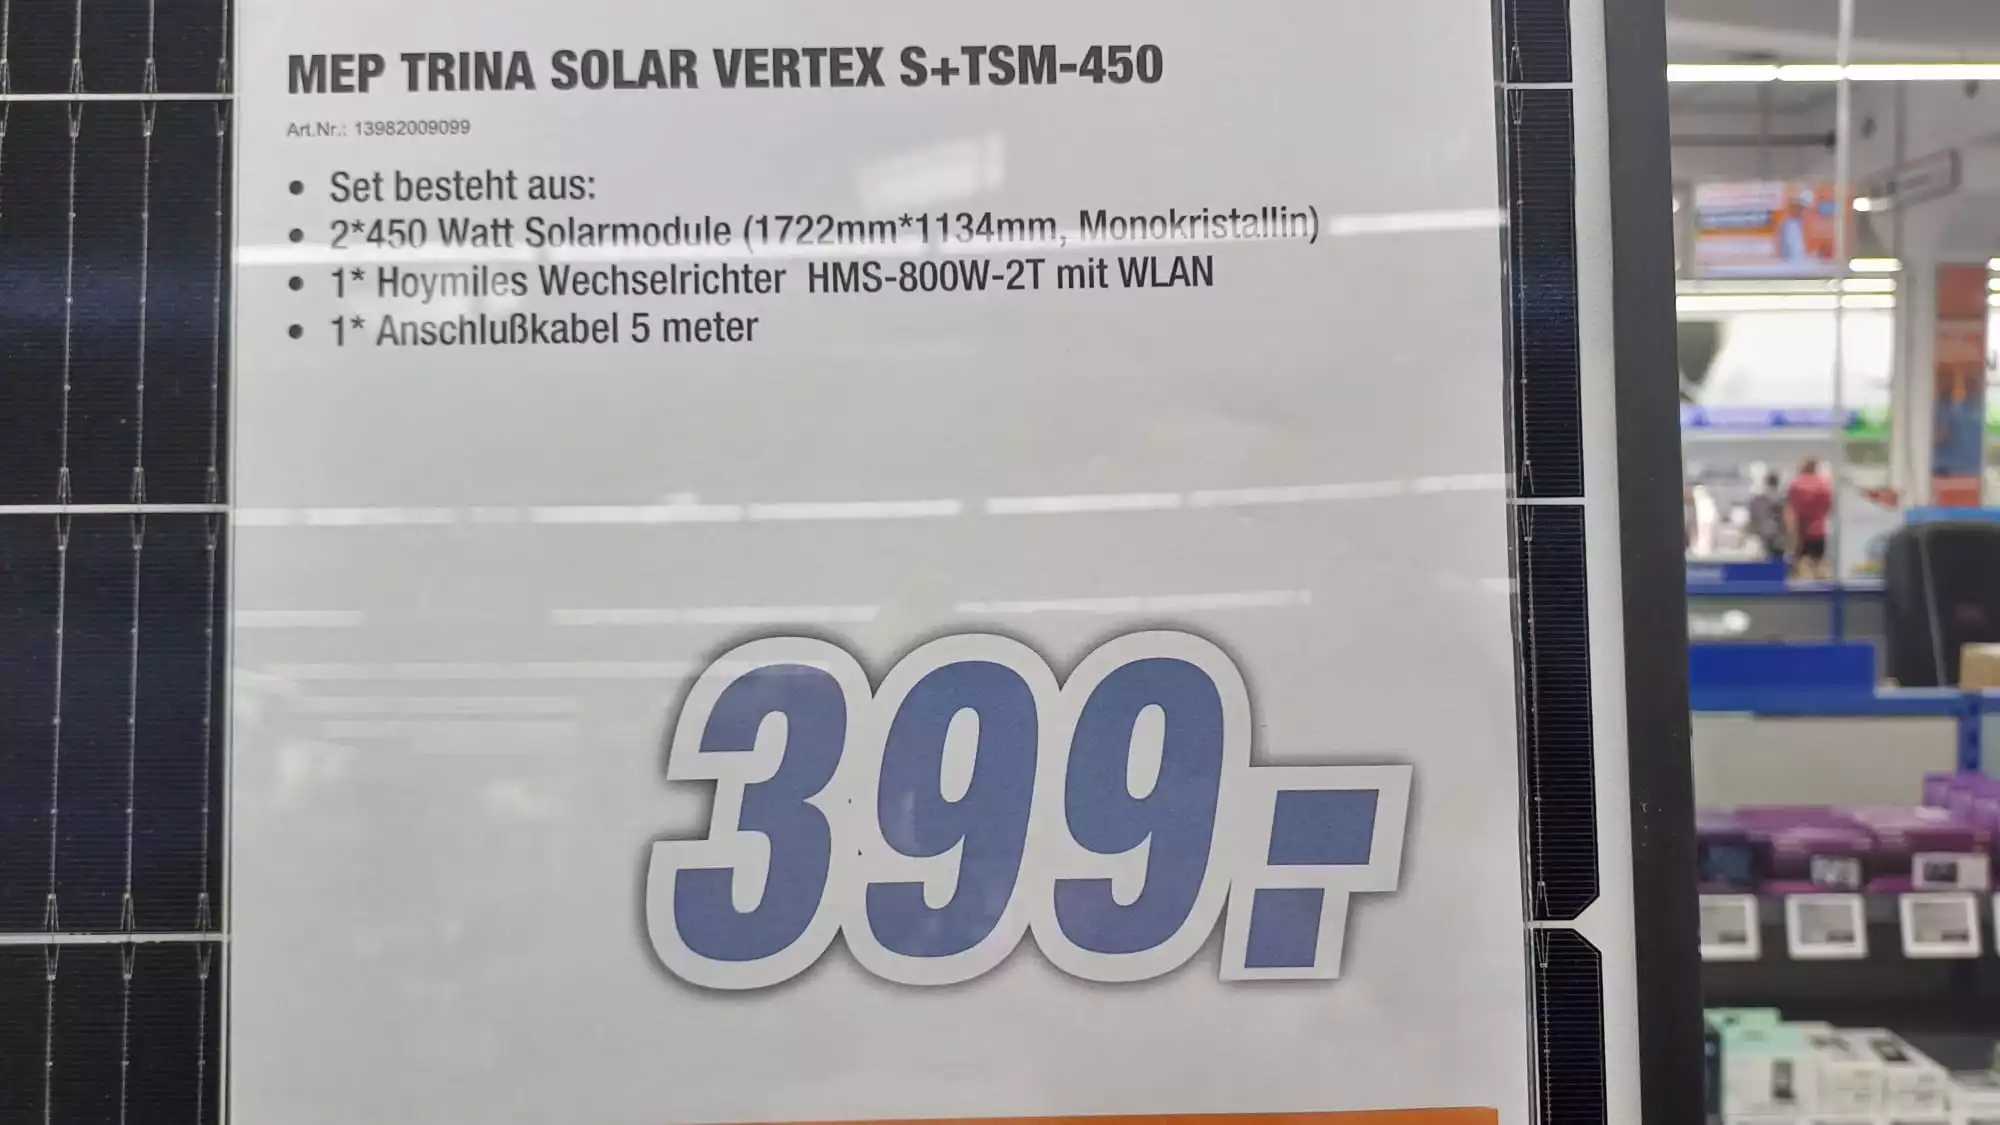 MEP TRINA SOLAR VERTEX S+TSM-450
Art.Nr.: 13982009099
• Set besteht aus:
• 2*450 Watt Solarmodule (1722mm*1134mm, Monokristallin)
• 1* Hoymiles Wechselrichter HMS-800W-2T mit WLAN
• 1* Anschlußkabel 5 meter
399.-